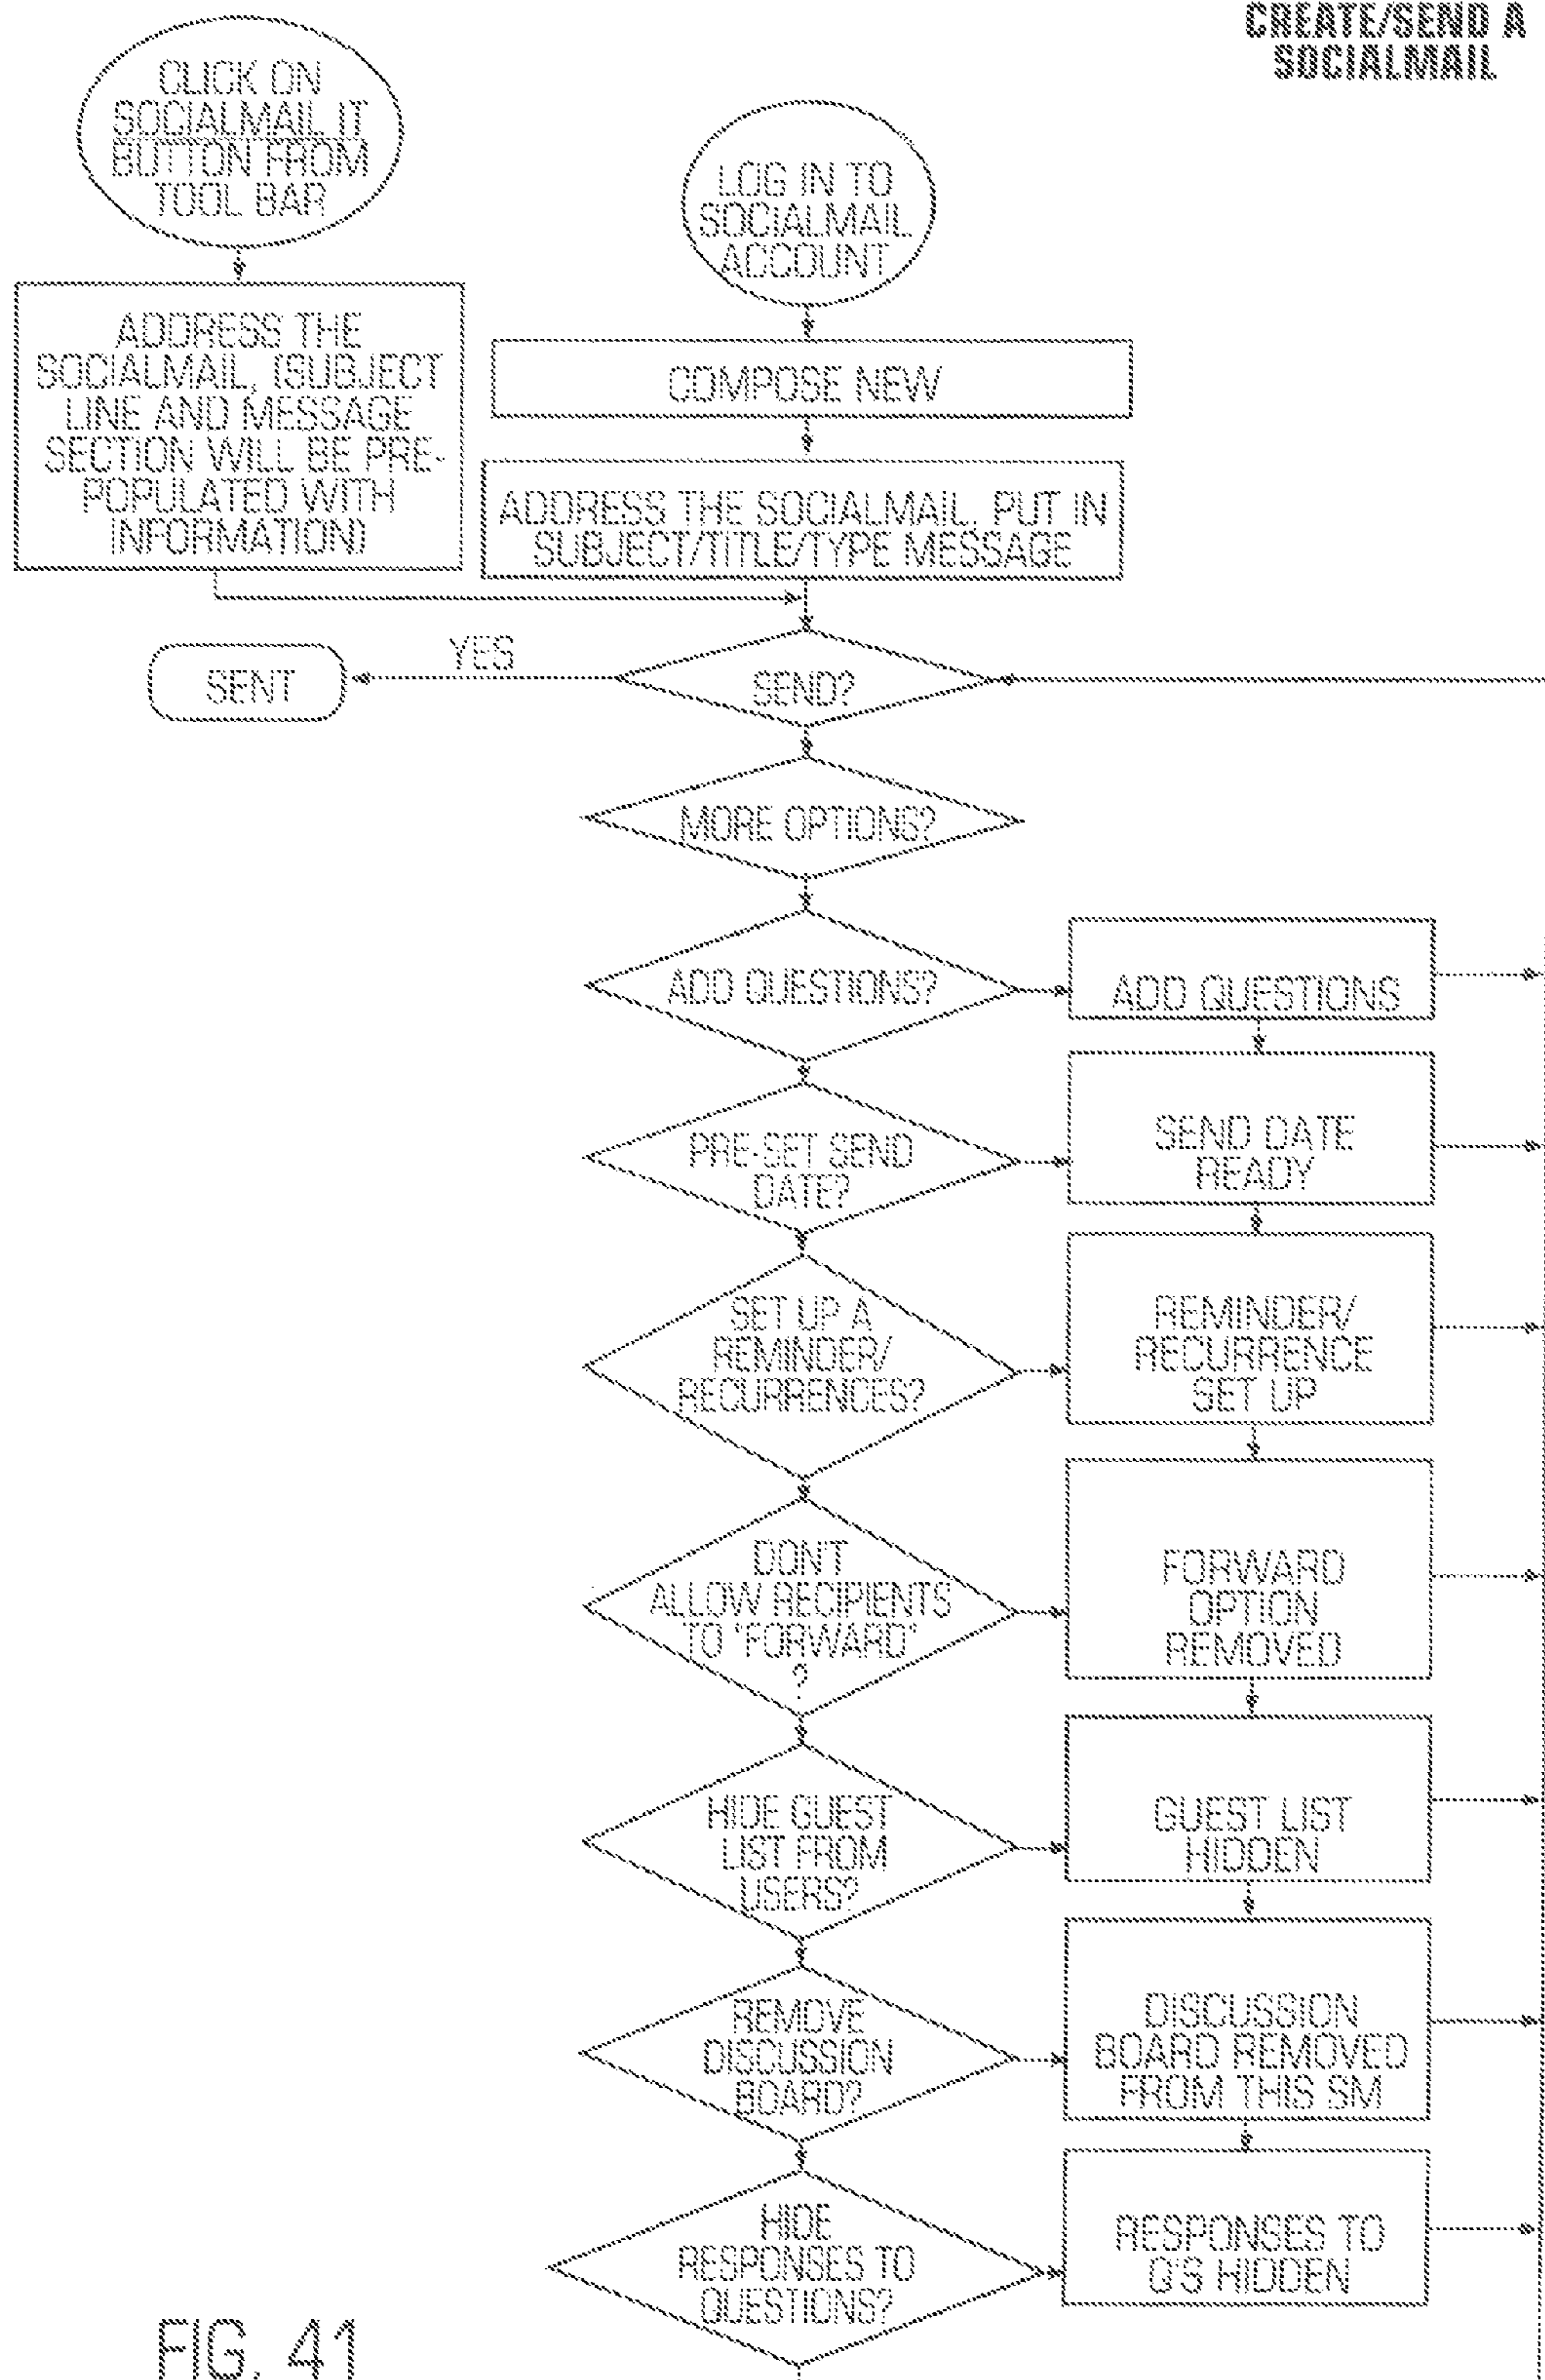 CREATE/SEND A
SOCIALMAIL
CLICK ON
SOCIALMAIL IT
BUTTON FROM
TOOL BAR
LOG IN TO
SOCIALMAIL
ACCOUNT
ADDRESS THE
SOCIALMAIL, (SUBJECT
LINE AND MESSAGE
SECTION WILL BE PRE-
POPULATED WITH
INFORMATION)
COMPOSE NEW
ADDRESS THE SOCIALMAIL, PUT IN
SUBJECT/TITLE/TYPE MESSAGE
SENT
YES
SEND?
MORE OPTIONS?
ADD QUESTIONS?
ADD QUESTIONS
PRE-SET SEND
DATE?
SEND DATE
READY
SET UP A
REMINDER/
RECURRENCES?
REMINDER/
RECURRENCE
SET UP
DON'T
ALLOW RECIPIENTS
TO "FORWARD"
?
FORWARD
OPTION
REMOVED
HIDE GUEST
LIST FROM
USERS?
GUEST LIST
HIDDEN
REMOVE
DISCUSSION
BOARD?
DISCUSSION
BOARD REMOVED
FROM THIS SM
HIDE
RESPONSES TO
QUESTIONS?
RESPONSES TO
Q'S HIDDEN
FIG. 41